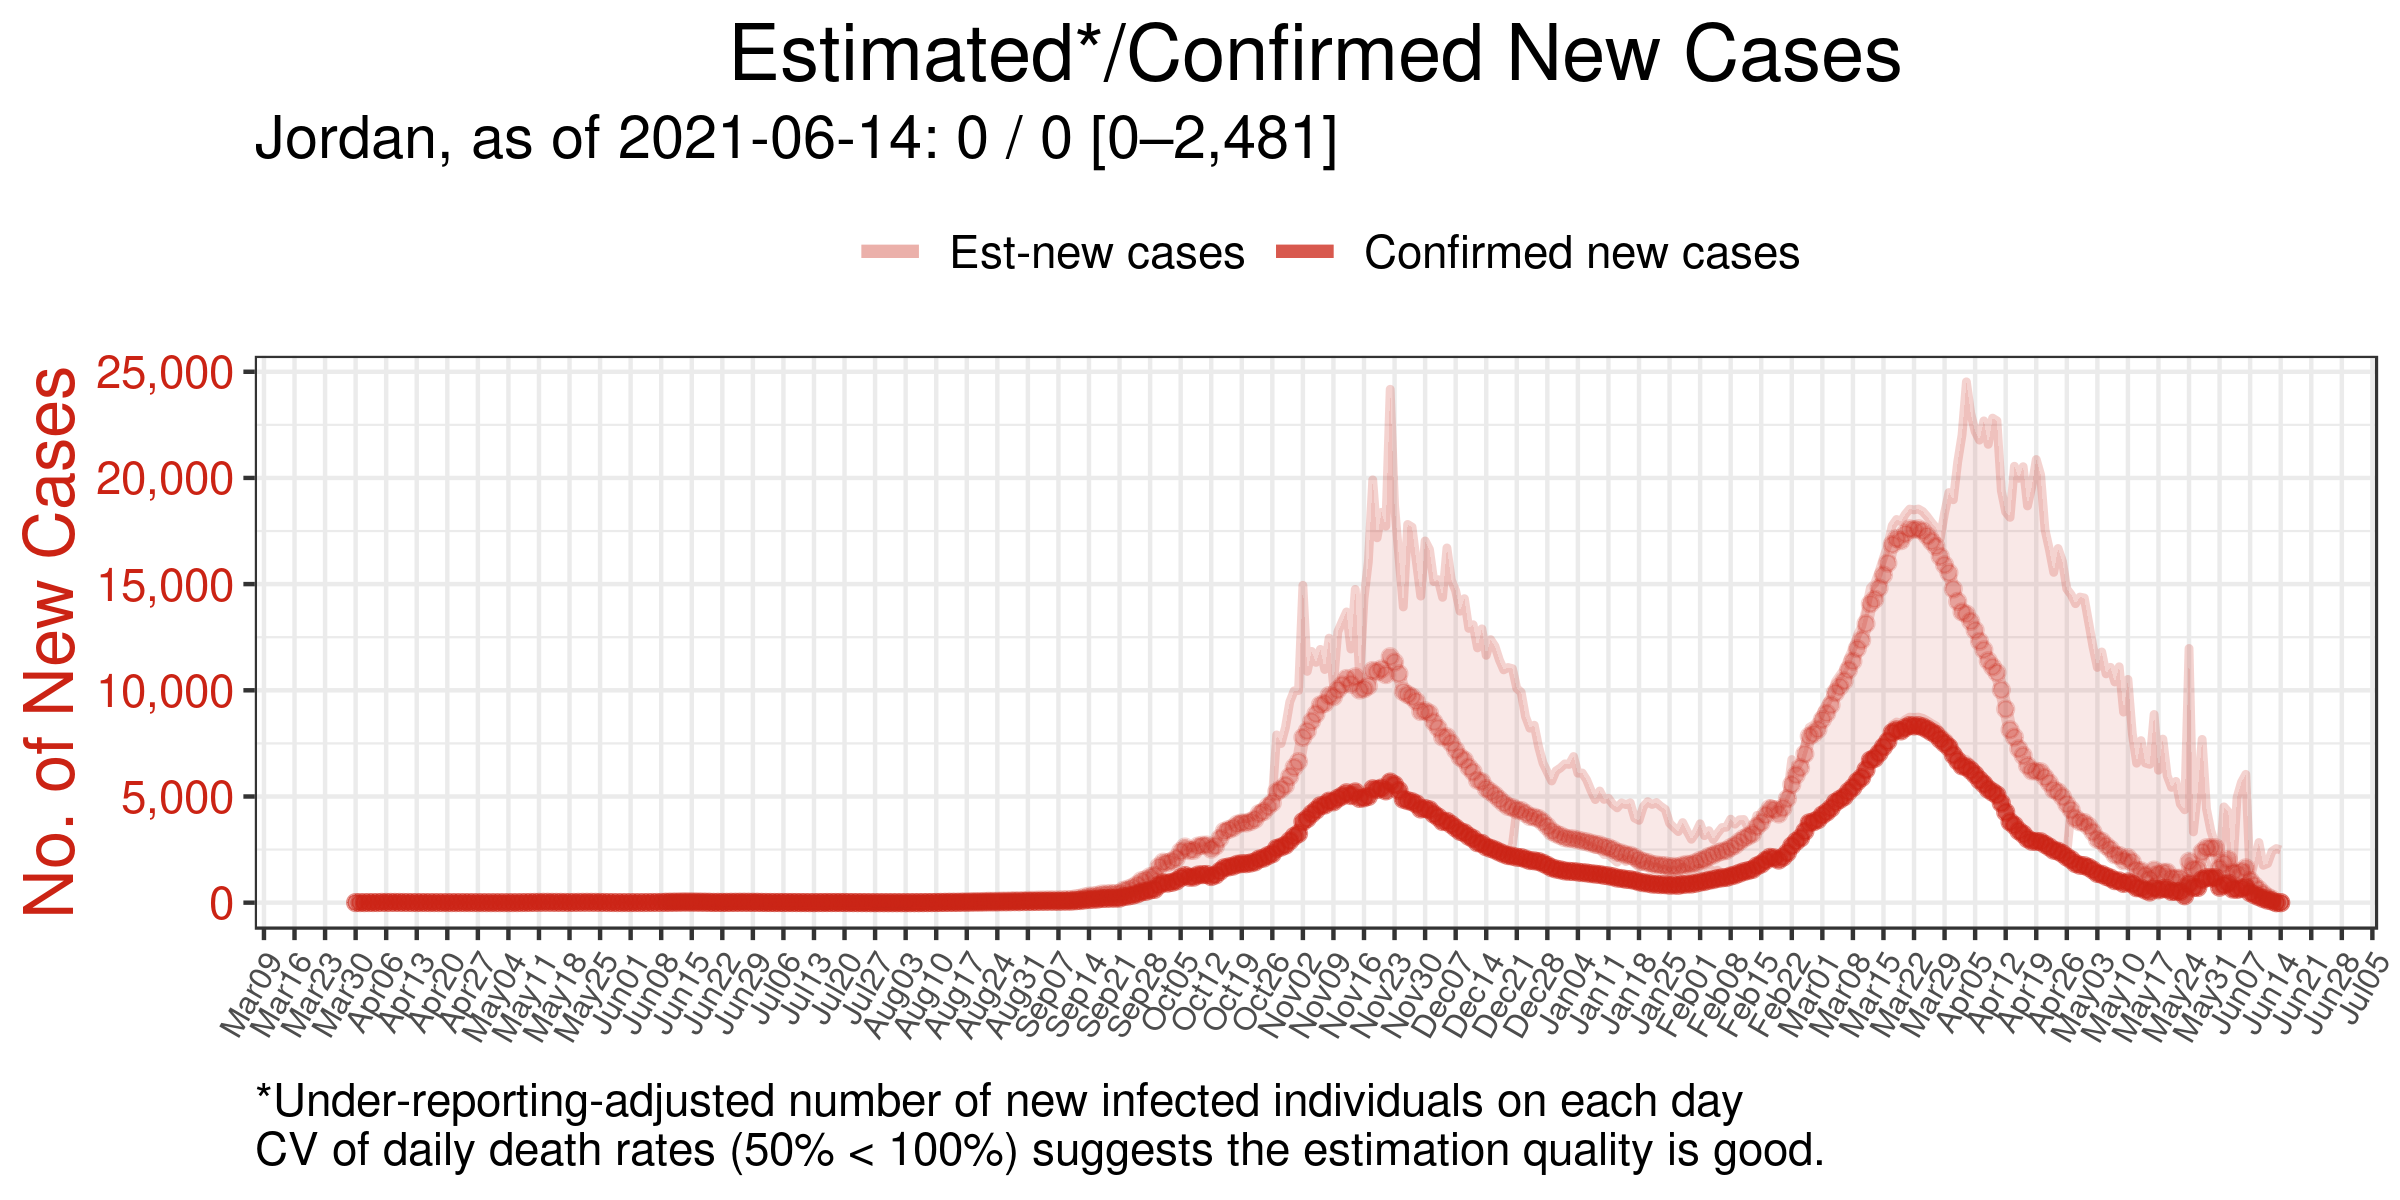 Estimated*/Confirmed New Cases
Jordan, as of 2021-06-14: 0 / 0 [0–2,481]
Est-new cases
Confirmed new cases
No. of New Cases
25,000
20,000
15,000
10,000
5,000
0
Mar09
Mar16
Mar23
Mar30
Apr06
Apr13
Apr20
Apr27
May04
May11
May18
May25
Jun01
Jun08
Jun15
Jun22
Jun29
Jul06
Jul13
Jul20
Jul27
Aug03
Aug10
Aug17
Aug24
Aug31
Sep07
Sep14
Sep21
Sep28
Oct05
Oct12
Oct19
Oct26
Nov02
Nov09
Nov16
Nov23
Nov30
Dec07
Dec14
Dec21
Dec28
Jan04
Jan11
Jan18
Jan25
Feb01
Feb08
Feb15
Feb22
Mar01
Mar08
Mar15
Mar22
Mar29
Apr05
Apr12
Apr19
Apr26
May03
May10
May17
May24
May31
Jun07
Jun14
Jun21
Jun28
Jul05
*Under-reporting-adjusted number of new infected individuals on each day
CV of daily death rates (50% < 100%) suggests the estimation quality is good.